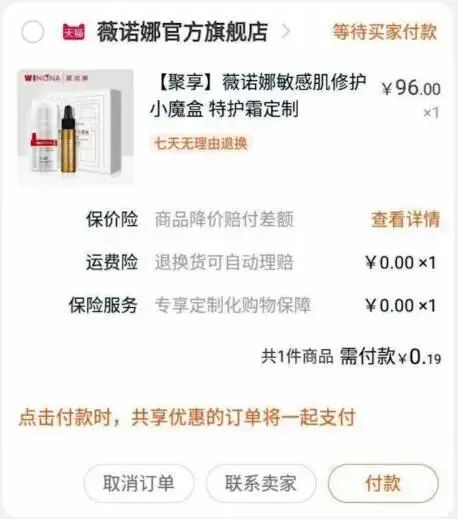 天猫 薇诺娜官方旗舰店 > 等待买家付款
WINONA 薇诺娜
【聚享】薇诺娜敏感肌修护 ¥96.00
小魔盒 特护霜定制 ×1
七天无理由退换
保价险 商品降价赔付差额 查看详情
运费险 退换货可自动理赔 ¥0.00 ×1
保险服务 专享定制化购物保障 ¥0.00 ×1
共1件商品 需付款¥0.19
点击付款时，共享优惠的订单将一起支付
取消订单 联系卖家 付款